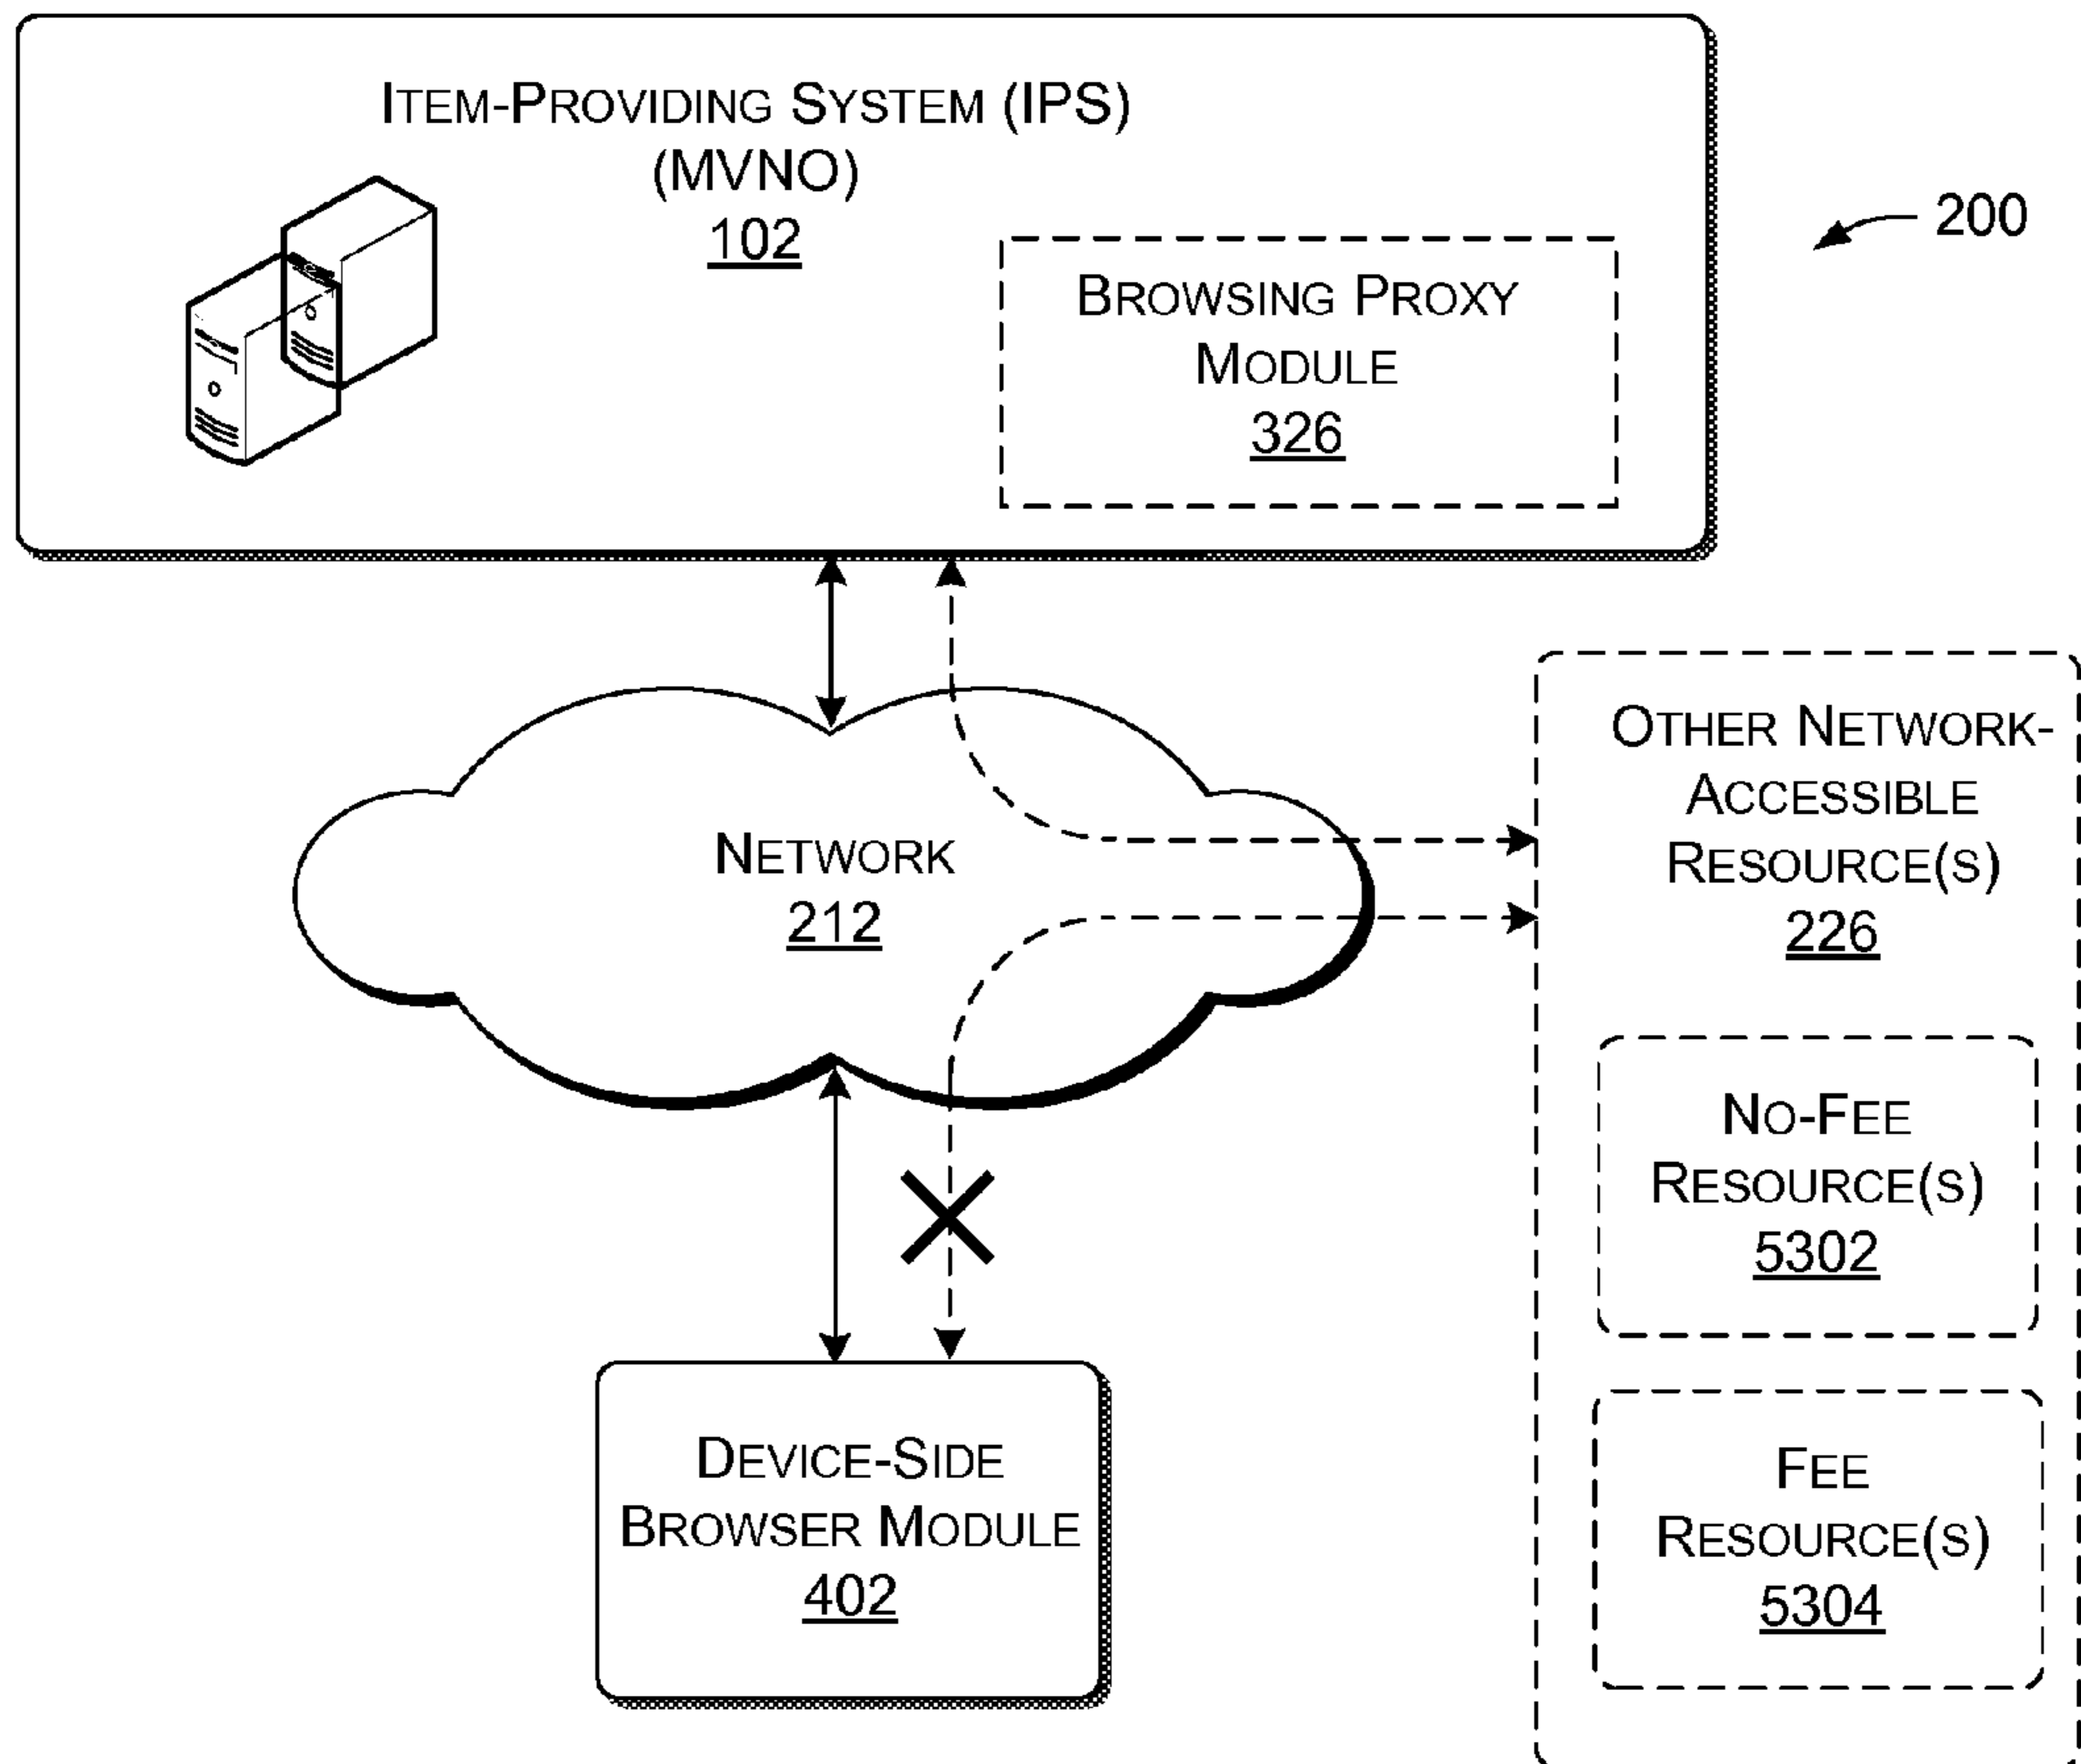 ITEM-PROVIDING SYSTEM (IPS)
(MVNO)
102
200
BROWSING PROXY
MODULE
326
OTHER NETWORK-
ACCESSIBLE
RESOURCE(S)
226
NETWORK
212
NO-FEE
RESOURCE(S)
5302
FEE
RESOURCE(S)
5304
DEVICE-SIDE
BROWSER MODULE
402